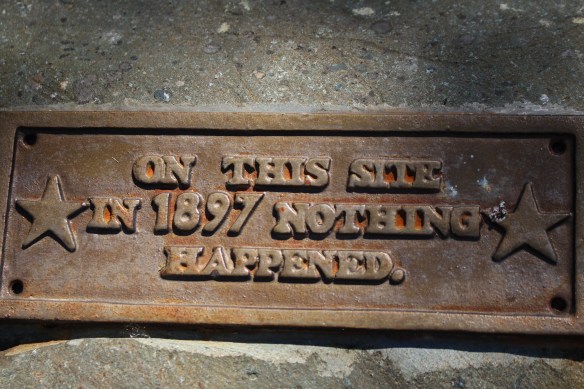 ON THIS SITE
IN 1897 NOTHING
HAPPENED.